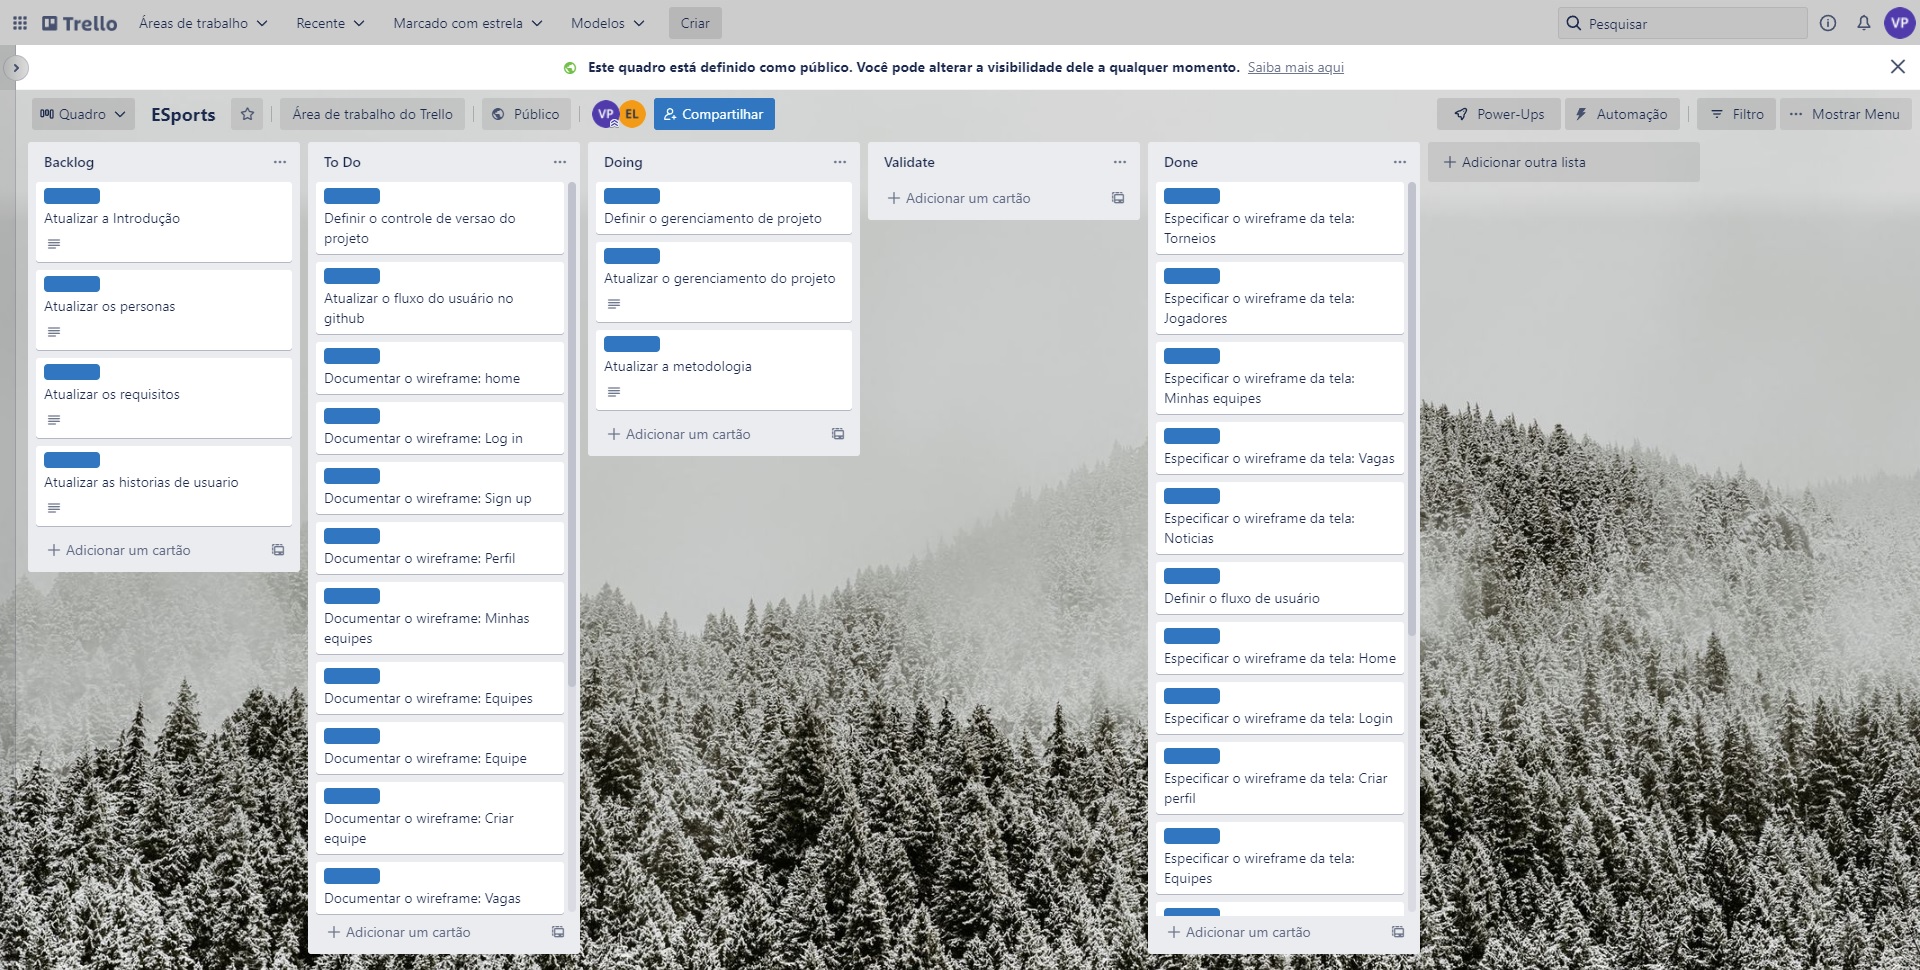 Trello Áreas de trabalho Recente Marcado com estrela Modelos Criar Pesquisar VP
Este quadro está definido como público. Você pode alterar a visibilidade dele a qualquer momento. Saiba mais aqui
Quadro ESports Área de trabalho do Trello Público VP EL Compartilhar Power-Ups Automação Filtro Mostrar Menu
Backlog
Atualizar a Introdução
Atualizar os personas
Atualizar os requisitos
Atualizar as historias de usuario
Adicionar um cartão
To Do
Definir o controle de versao do
projeto
Atualizar o fluxo do usuário no
github
Documentar o wireframe: home
Documentar o wireframe: Log in
Documentar o wireframe: Sign up
Documentar o wireframe: Perfil
Documentar o wireframe: Minhas
equipes
Documentar o wireframe: Equipes
Documentar o wireframe: Equipe
Documentar o wireframe: Criar
equipe
Documentar o wireframe: Vagas
Adicionar um cartão
Doing
Definir o gerenciamento de projeto
Atualizar o gerenciamento do projeto
Atualizar a metodologia
Adicionar um cartão
Validate
Adicionar um cartão
Done
Especificar o wireframe da tela:
Torneios
Especificar o wireframe da tela:
Jogadores
Especificar o wireframe da tela:
Minhas equipes
Especificar o wireframe da tela: Vagas
Especificar o wireframe da tela:
Noticias
Definir o fluxo de usuário
Especificar o wireframe da tela: Home
Especificar o wireframe da tela: Login
Especificar o wireframe da tela: Criar
perfil
Especificar o wireframe da tela:
Equipes
Adicionar um cartão
Adicionar outra lista